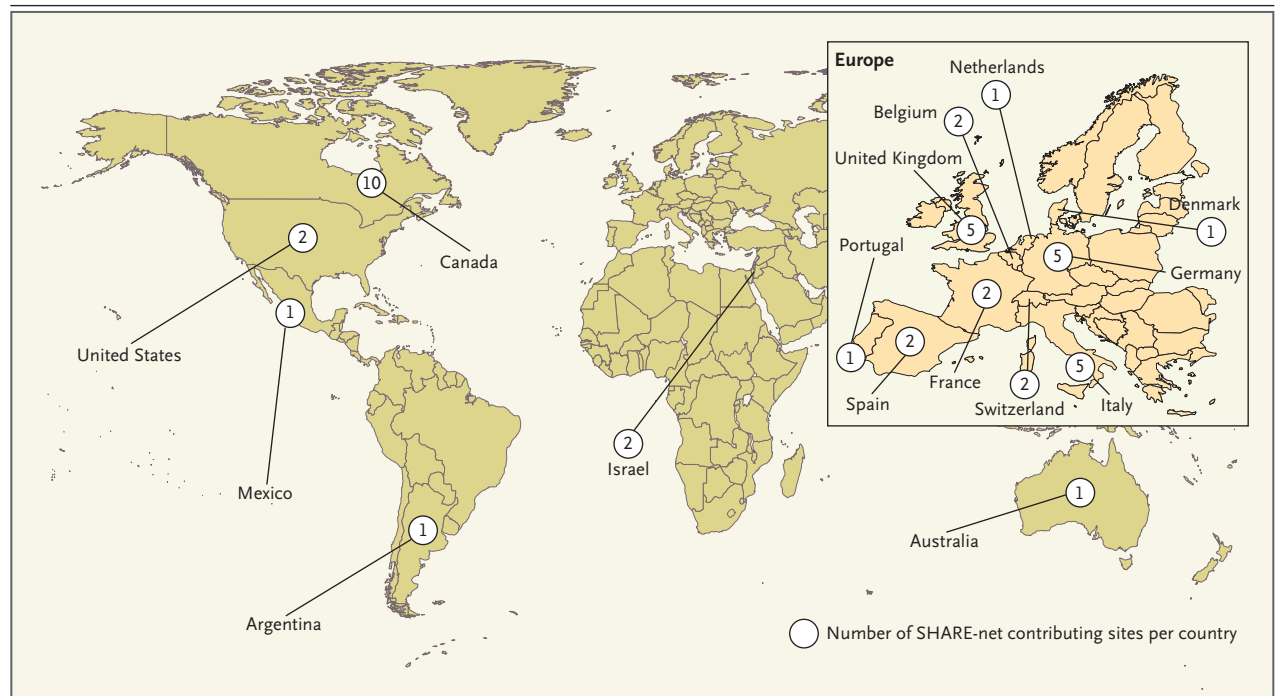 Europe
Netherlands
1
Belgium
2
United Kingdom
5
Denmark
1
Portugal
1
5
Germany
2
France
2
Spain
2
Switzerland
5
Italy
10
Canada
2
United States
1
Mexico
2
Israel
1
Argentina
1
Australia
Number of SHARE-net contributing sites per country